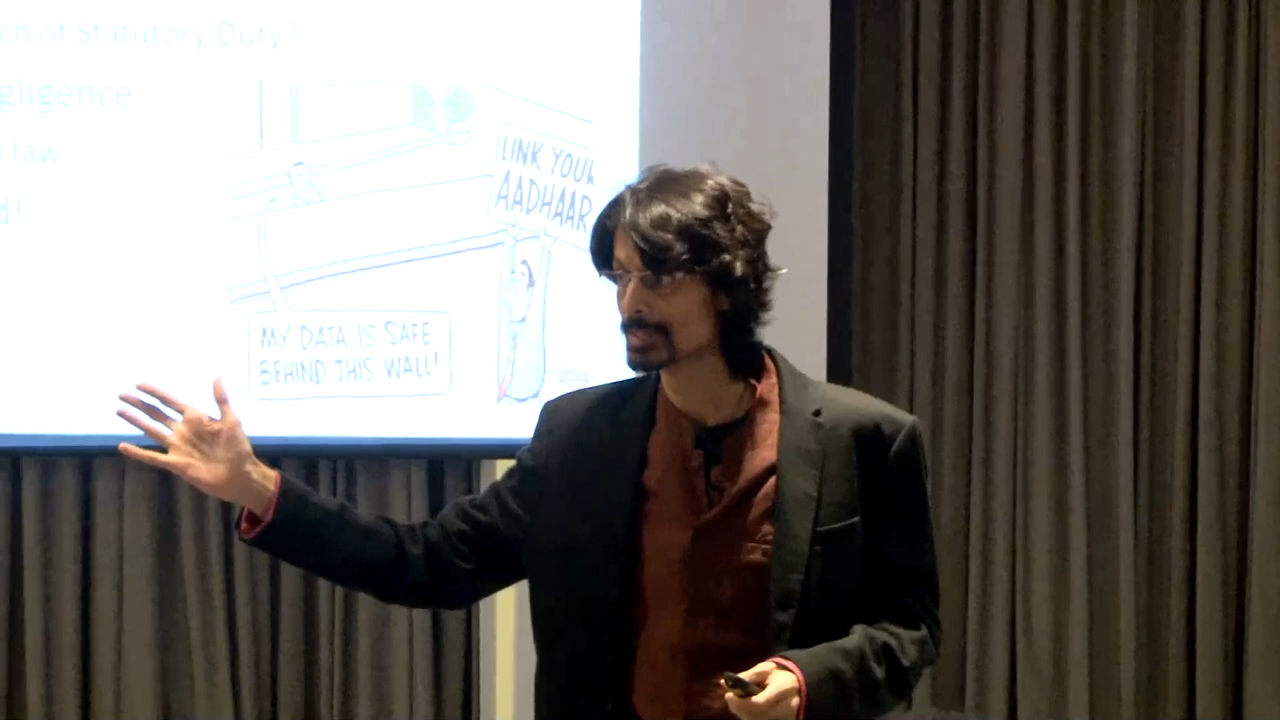 ch of Statutory Duty?
gligence
law
d!
LINK YOUR
AADHAAR
MY DATA IS SAFE
BEHIND THIS WALL!